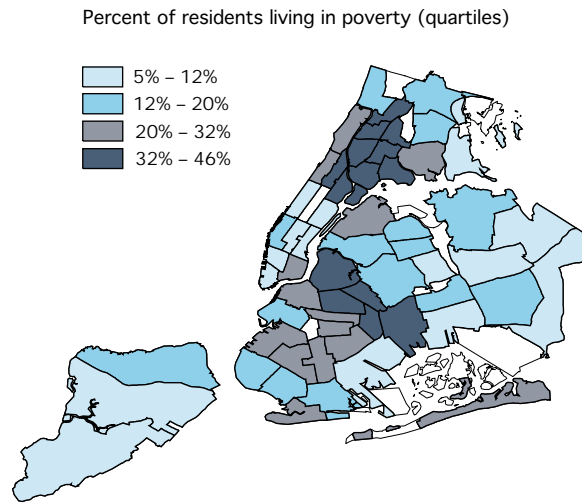 Percent of residents living in poverty (quartiles)
5% – 12%
12% – 20%
20% – 32%
32% – 46%